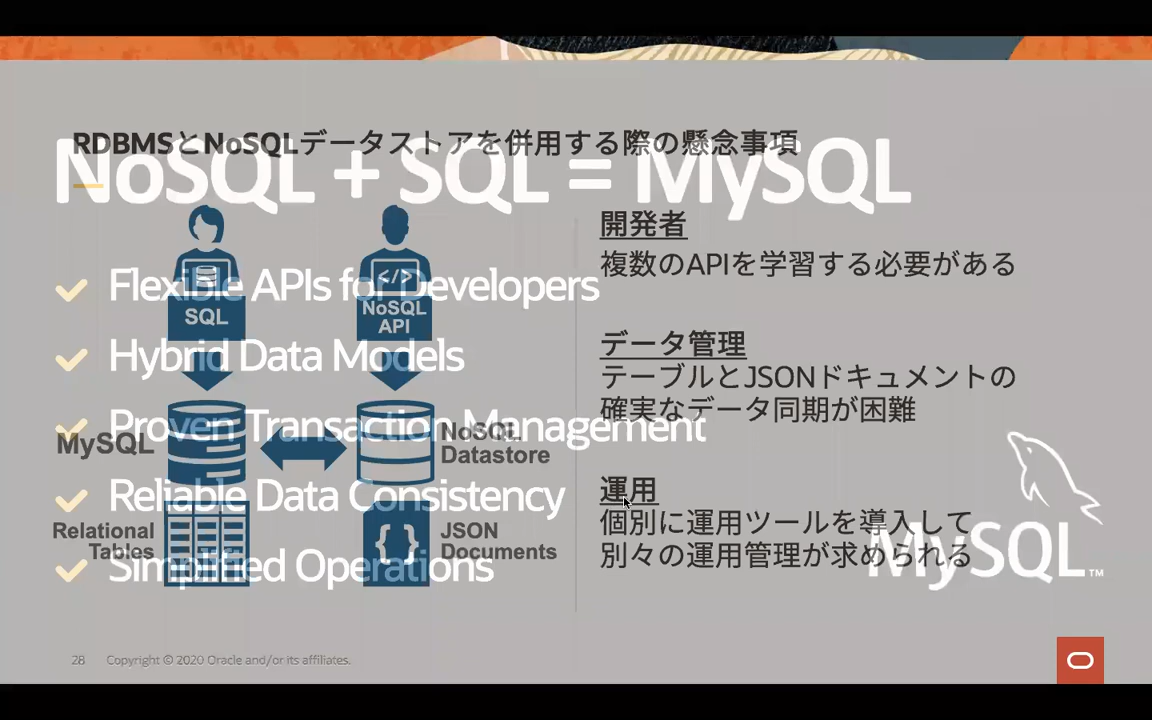 RDBMSとNoSQLデータストアを併用する際の懸念事項
NoSQL + SQL = MySQL
Flexible APIs for Developers
Hybrid Data Models
Proven Transaction Management
Reliable Data Consistency
Simplified Operations
SQL
</>
NoSQL
API
MySQL
NoSQL
Datastore
Relational
Tables
{ }
JSON
Documents
開発者
複数のAPIを学習する必要がある
データ管理
テーブルとJSONドキュメントの
確実なデータ同期が困難
運用
個別に運用ツールを導入して
別々の運用管理が求められる
MySQL™
28 Copyright © 2020 Oracle and/or its affiliates.